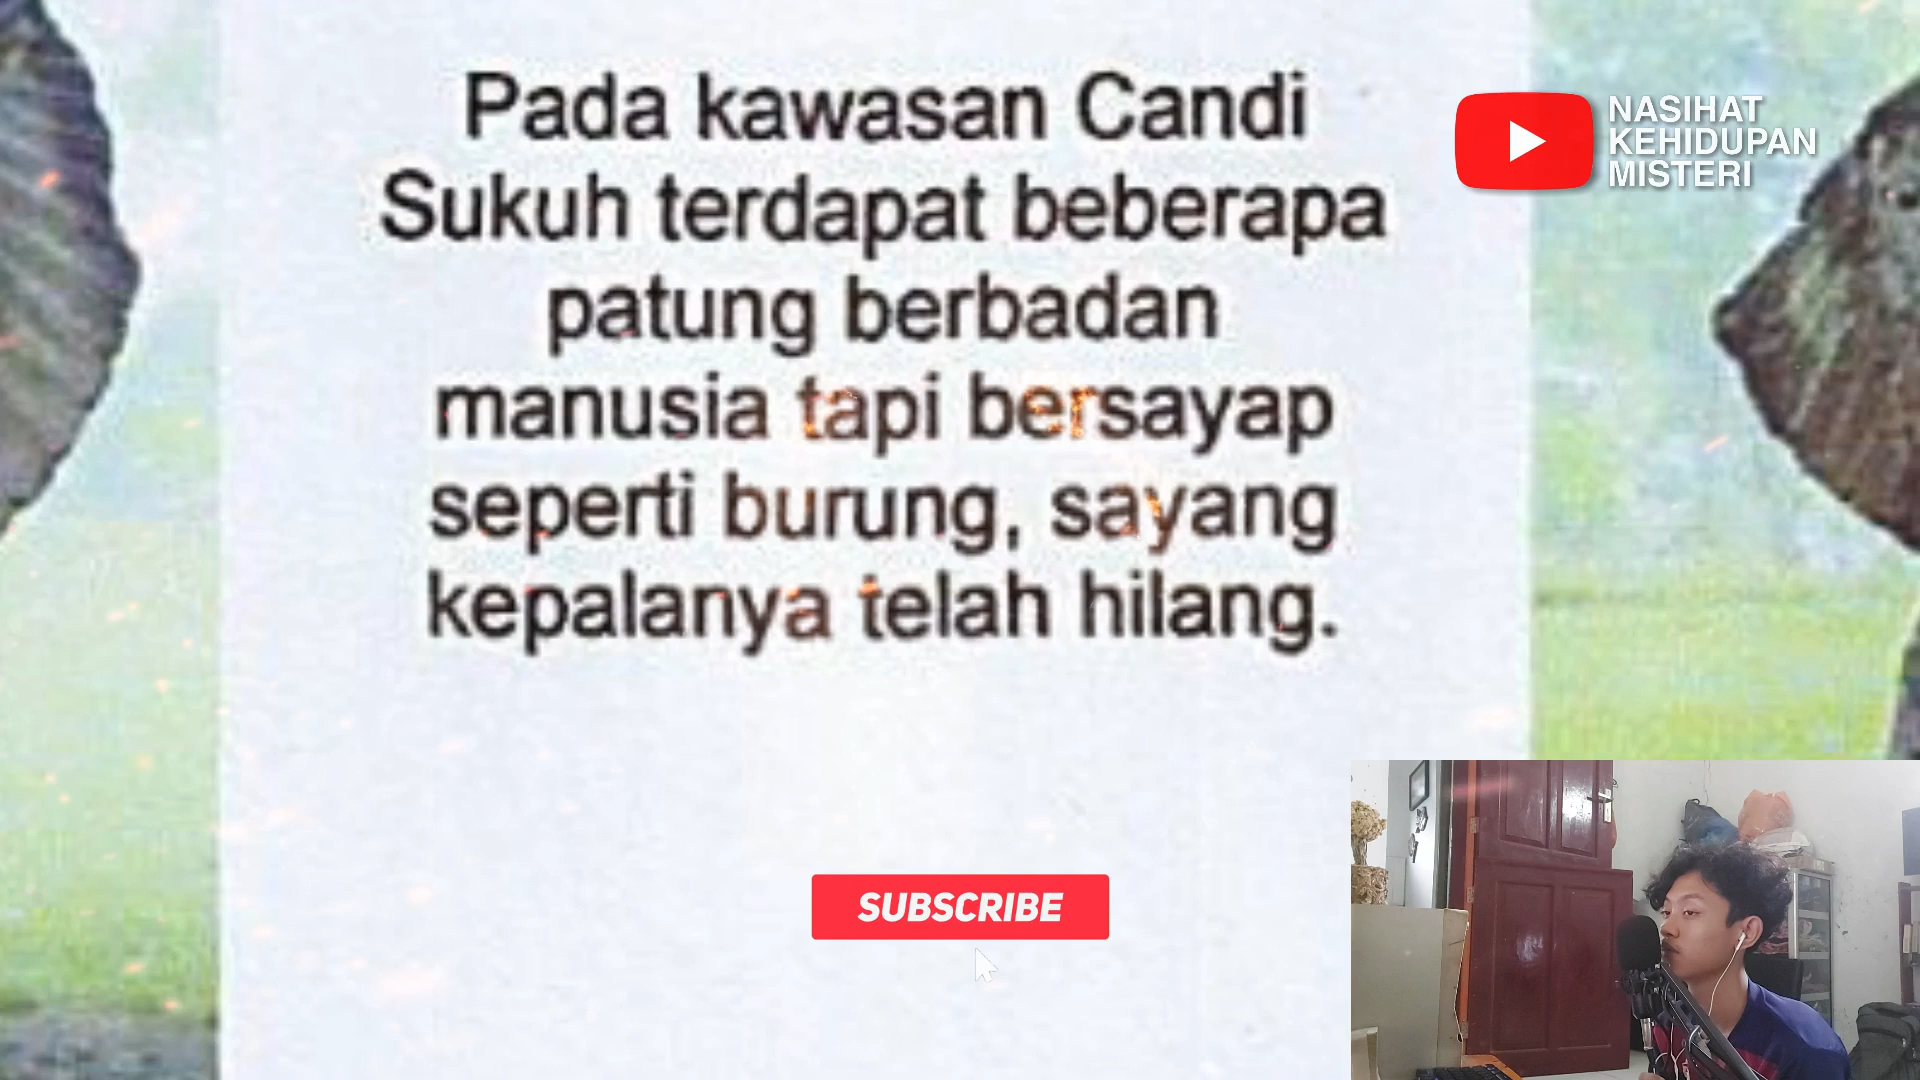 Pada kawasan Candi
Sukuh terdapat beberapa
patung berbadan
manusia tapi bersayap
seperti burung, sayang
kepalanya telah hilang.
NASIHAT
KEHIDUPAN
MISTERI
SUBSCRIBE